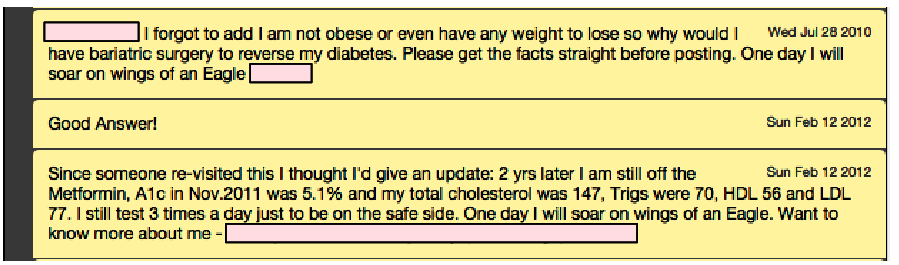 I forgot to add I am not obese or even have any weight to lose so why would I Wed Jul 28 2010
have bariatric surgery to reverse my diabetes. Please get the facts straight before posting. One day I will
soar on wings of an Eagle
Good Answer! Sun Feb 12 2012
Since someone re-visited this I thought I'd give an update: 2 yrs later I am still off the Sun Feb 12 2012
Metformin, A1c in Nov.2011 was 5.1% and my total cholesterol was 147, Trigs were 70, HDL 56 and LDL
77. I still test 3 times a day just to be on the safe side. One day I will soar on wings of an Eagle. Want to
know more about me -